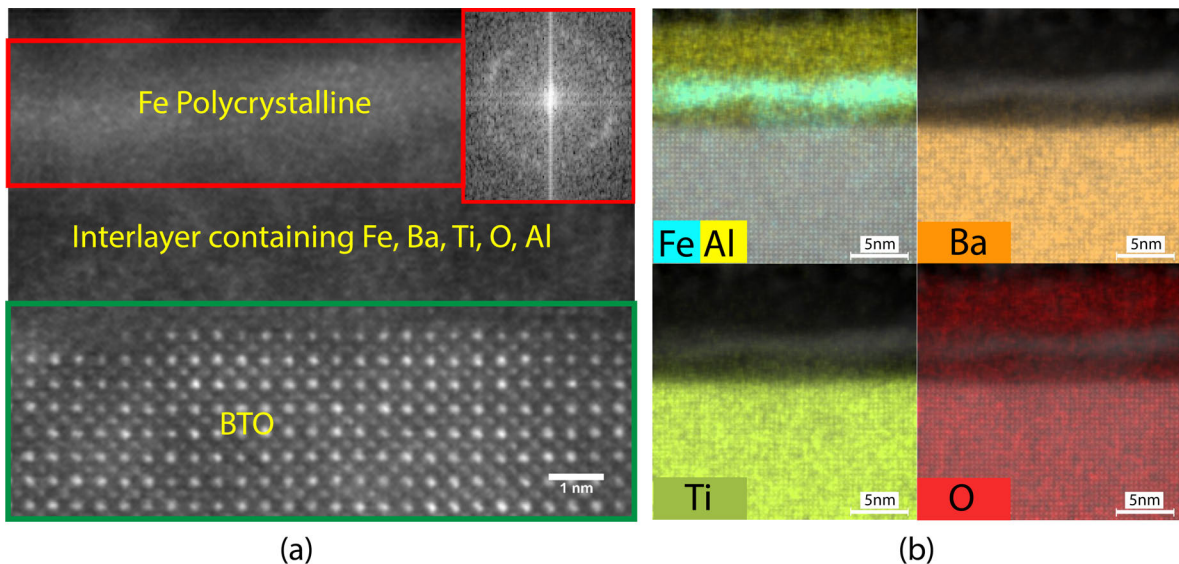 Fe Polycrystalline
Interlayer containing Fe, Ba, Ti, O, Al
BTO
1 nm
(a)
Fe Al
5nm
Ba
5nm
Ti
5nm
O
5nm
(b)